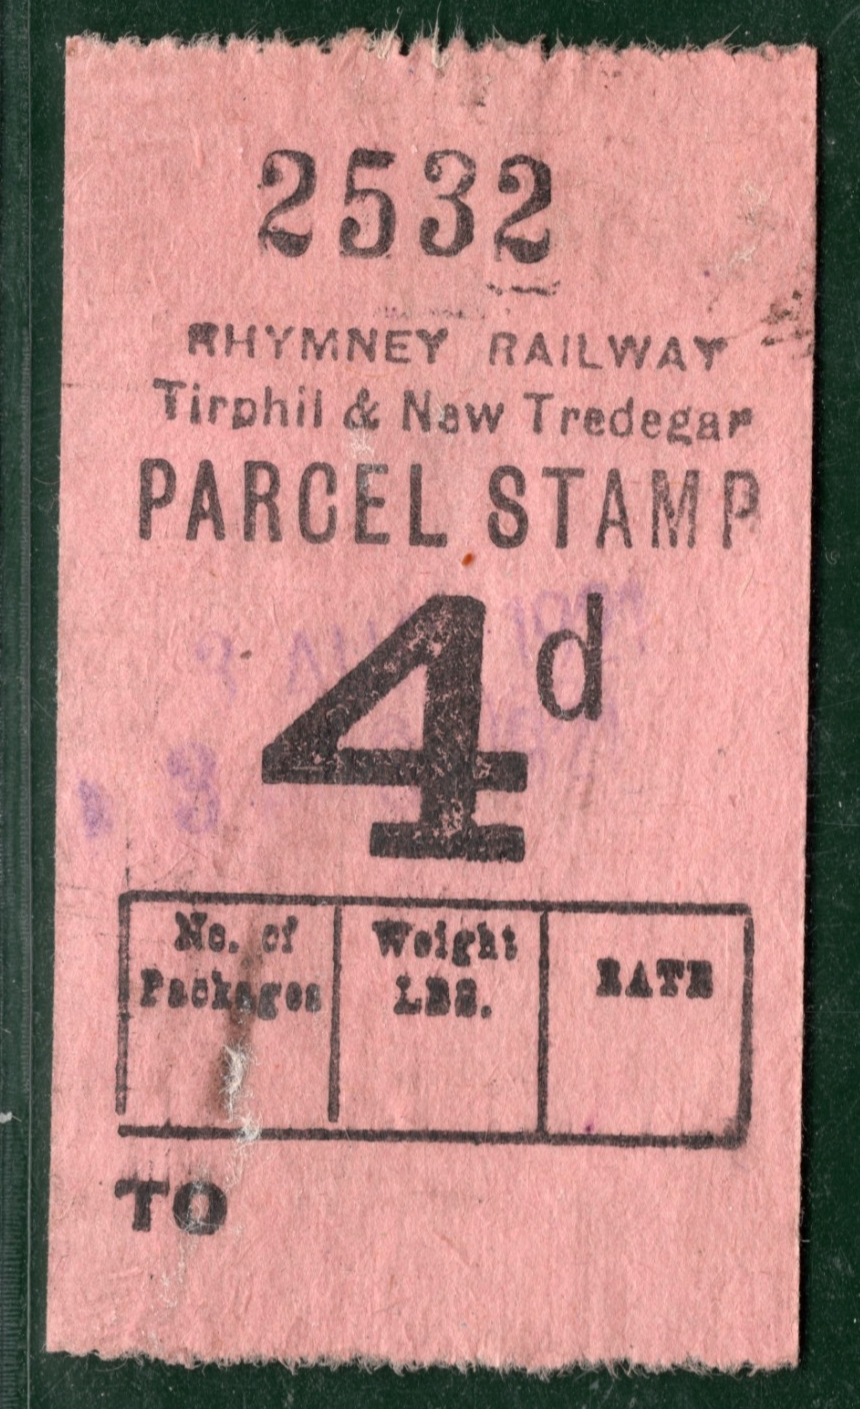 2532
RHYMNEY RAILWAY
Tirphil & New Tredegar
PARCEL STAMP
4d
No. of Packages
Weight LBS.
RATE
TO